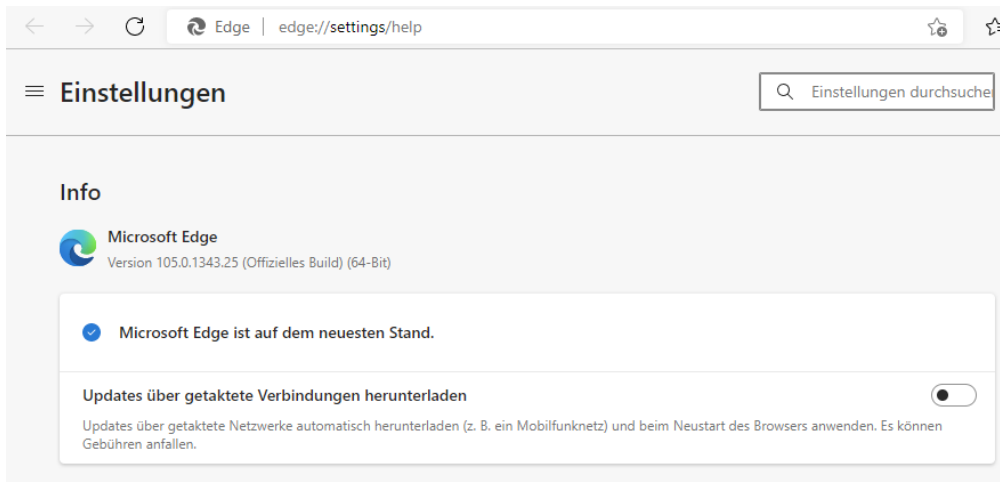 Edge | edge://settings/help
Einstellungen
Einstellungen durchsuchen
Info
Microsoft Edge
Version 105.0.1343.25 (Offizielles Build) (64-Bit)
Microsoft Edge ist auf dem neuesten Stand.
Updates über getaktete Verbindungen herunterladen
Updates über getaktete Netzwerke automatisch herunterladen (z. B. ein Mobilfunknetz) und beim Neustart des Browsers anwenden. Es können
Gebühren anfallen.